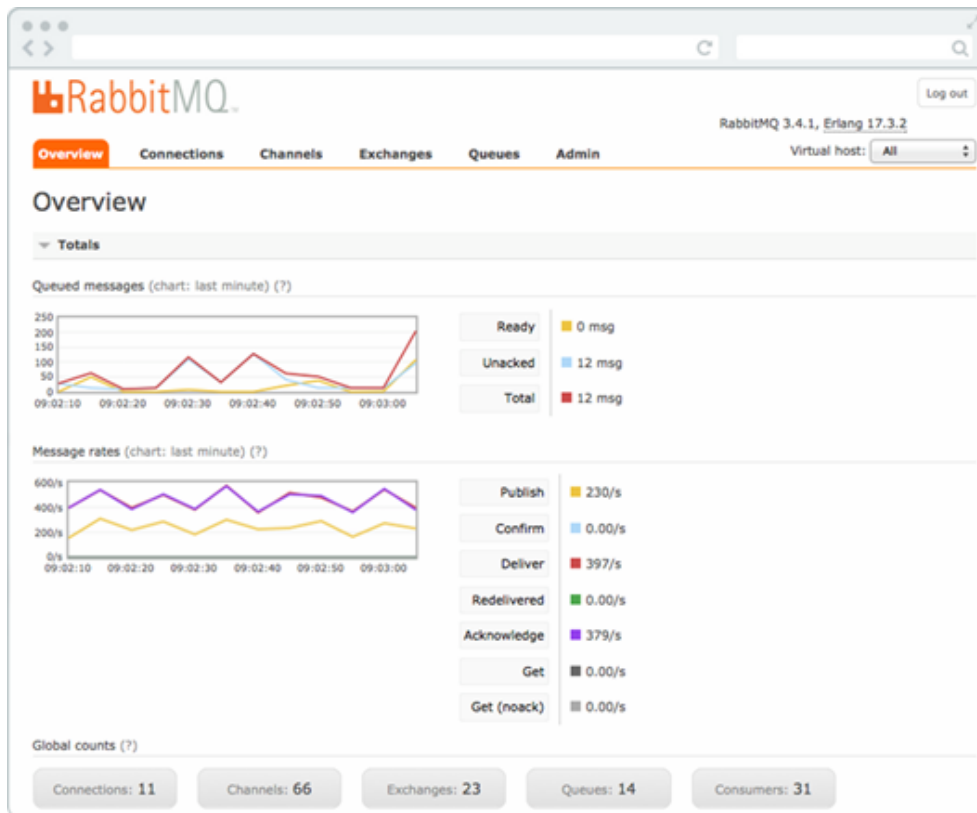 RabbitMQ
Log out
RabbitMQ 3.4.1, Erlang 17.3.2
Overview Connections Channels Exchanges Queues Admin
Virtual host: All
Overview
Totals
Queued messages (chart: last minute) (?)
250
200
150
100
50
0
09:02:10 09:02:20 09:02:30 09:02:40 09:02:50 09:03:00
Ready 0 msg
Unacked 12 msg
Total 12 msg
Message rates (chart: last minute) (?)
600/s
400/s
200/s
0/s
09:02:10 09:02:20 09:02:30 09:02:40 09:02:50 09:03:00
Publish 230/s
Confirm 0.00/s
Deliver 397/s
Redelivered 0.00/s
Acknowledge 379/s
Get 0.00/s
Get (noack) 0.00/s
Global counts (?)
Connections: 11 Channels: 66 Exchanges: 23 Queues: 14 Consumers: 31